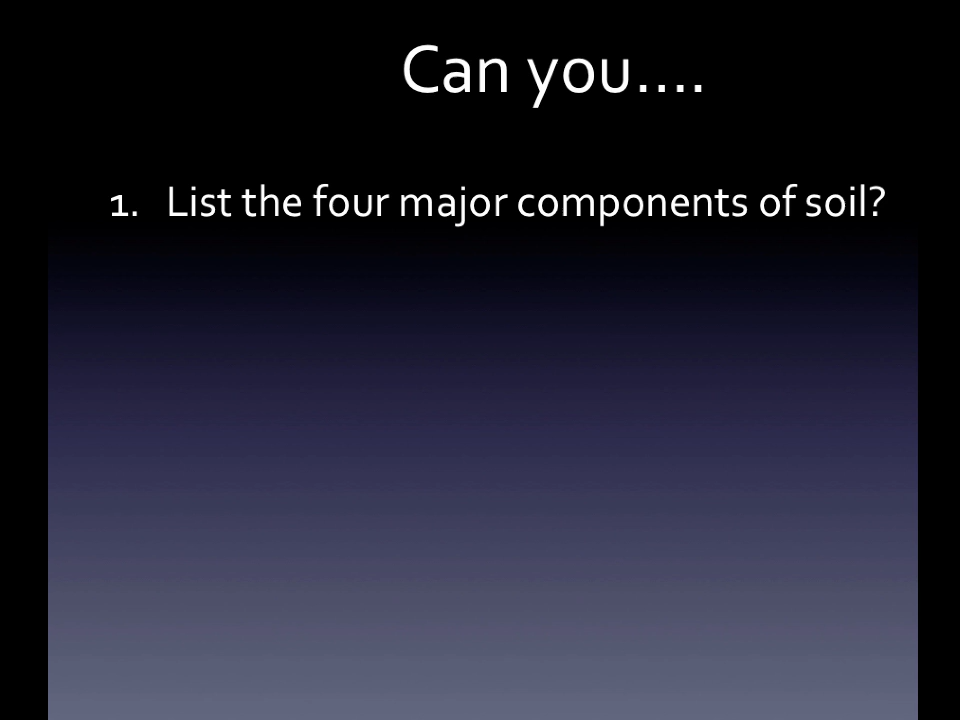 Can you....
1. List the four major components of soil?